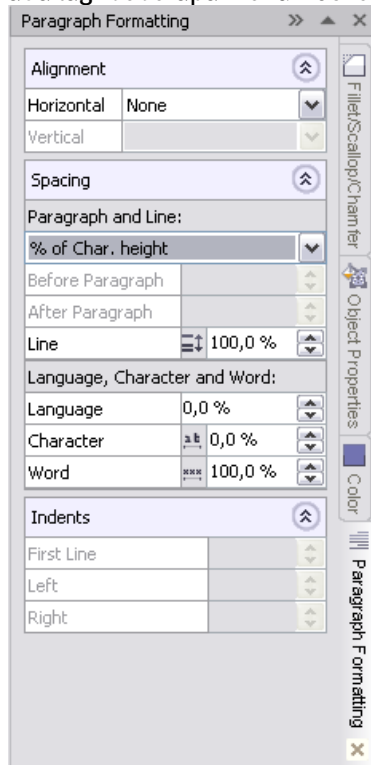 Paragraph Formatting
Alignment
Horizontal None
Vertical
Spacing
Paragraph and Line:
% of Char. height
Before Paragraph
After Paragraph
Line 100,0 %
Language, Character and Word:
Language 0,0 %
Character ab 0,0 %
Word xxx 100,0 %
Indents
First Line
Left
Right
Fillet/Scallop/Chamfer
Object Properties
Color
Paragraph Formatting